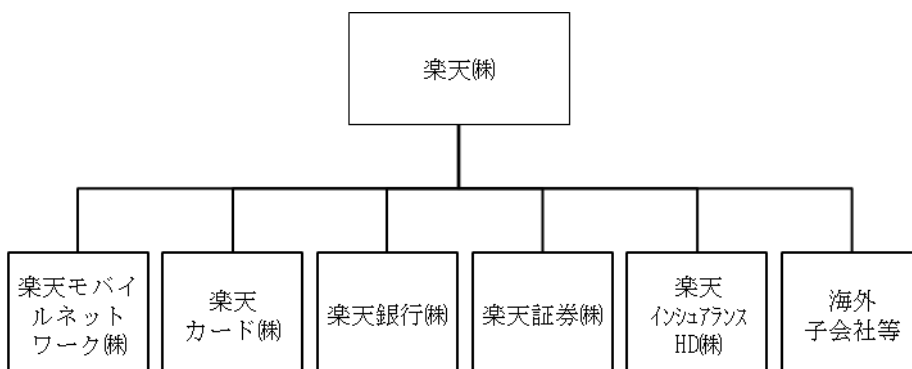 楽天㈱
楽天モバイ
ルネット
ワーク㈱
楽天
カード㈱
楽天銀行㈱
楽天証券㈱
楽天
ｲﾝｼｭｱﾗﾝｽ
HD㈱
海外
子会社等